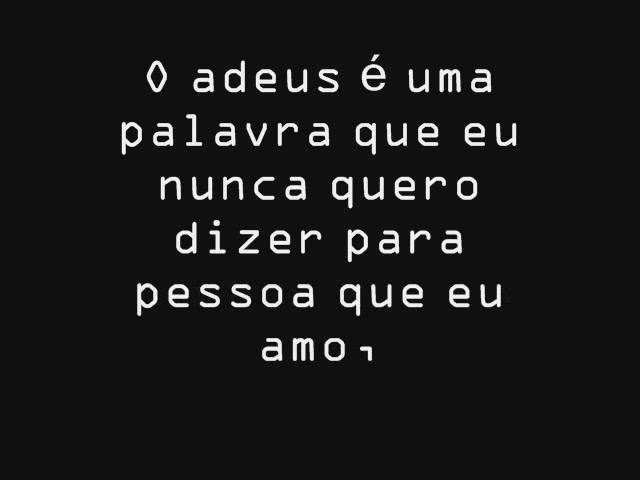 O adeus é uma
palavra que eu
nunca quero
dizer para
pessoa que eu
amo,